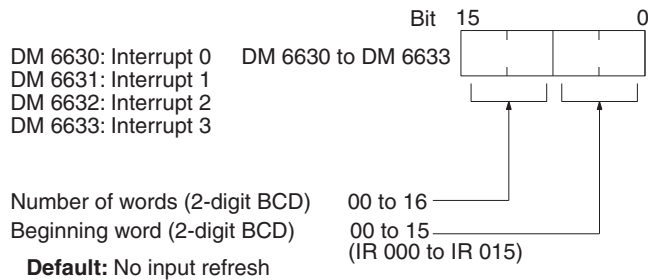 Bit 15 0
DM 6630: Interrupt 0 DM 6630 to DM 6633
DM 6631: Interrupt 1
DM 6632: Interrupt 2
DM 6633: Interrupt 3
Number of words (2-digit BCD) 00 to 16
Beginning word (2-digit BCD) 00 to 15
(IR 000 to IR 015)
Default: No input refresh